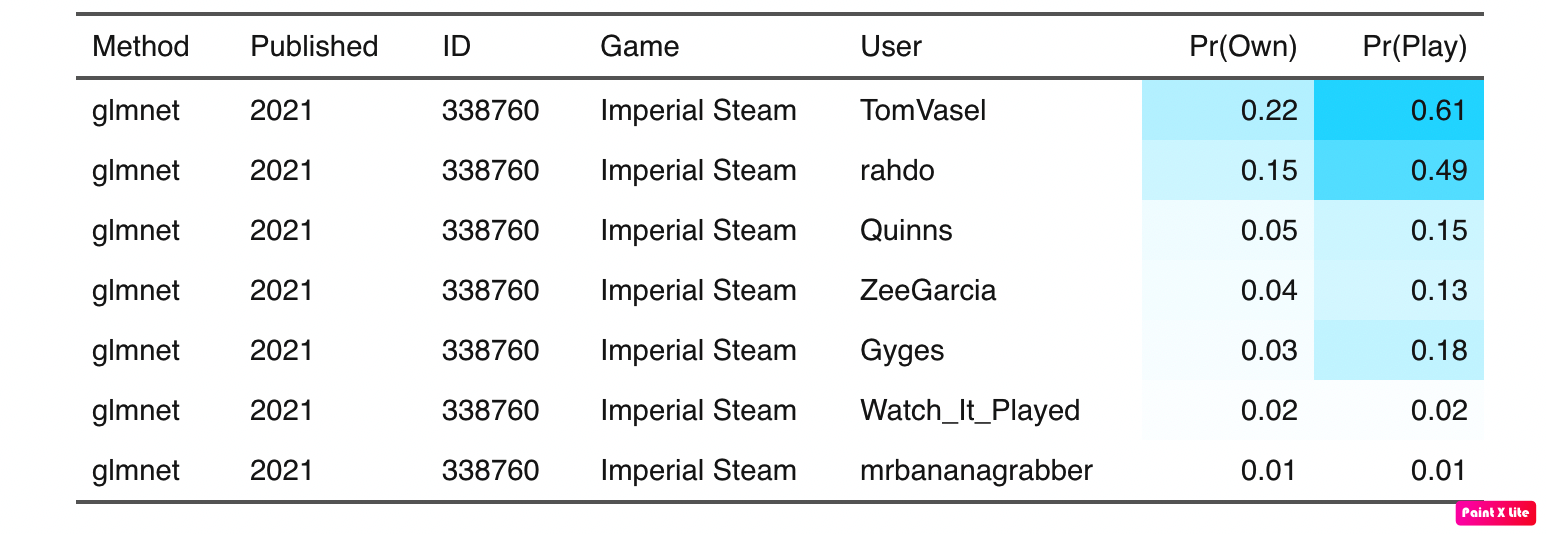 Method Published ID Game User Pr(Own) Pr(Play)
glmnet 2021 338760 Imperial Steam TomVasel 0.22 0.61
glmnet 2021 338760 Imperial Steam rahdo 0.15 0.49
glmnet 2021 338760 Imperial Steam Quinns 0.05 0.15
glmnet 2021 338760 Imperial Steam ZeeGarcia 0.04 0.13
glmnet 2021 338760 Imperial Steam Gyges 0.03 0.18
glmnet 2021 338760 Imperial Steam Watch_It_Played 0.02 0.02
glmnet 2021 338760 Imperial Steam mrbananagrabber 0.01 0.01
Paint X Lite